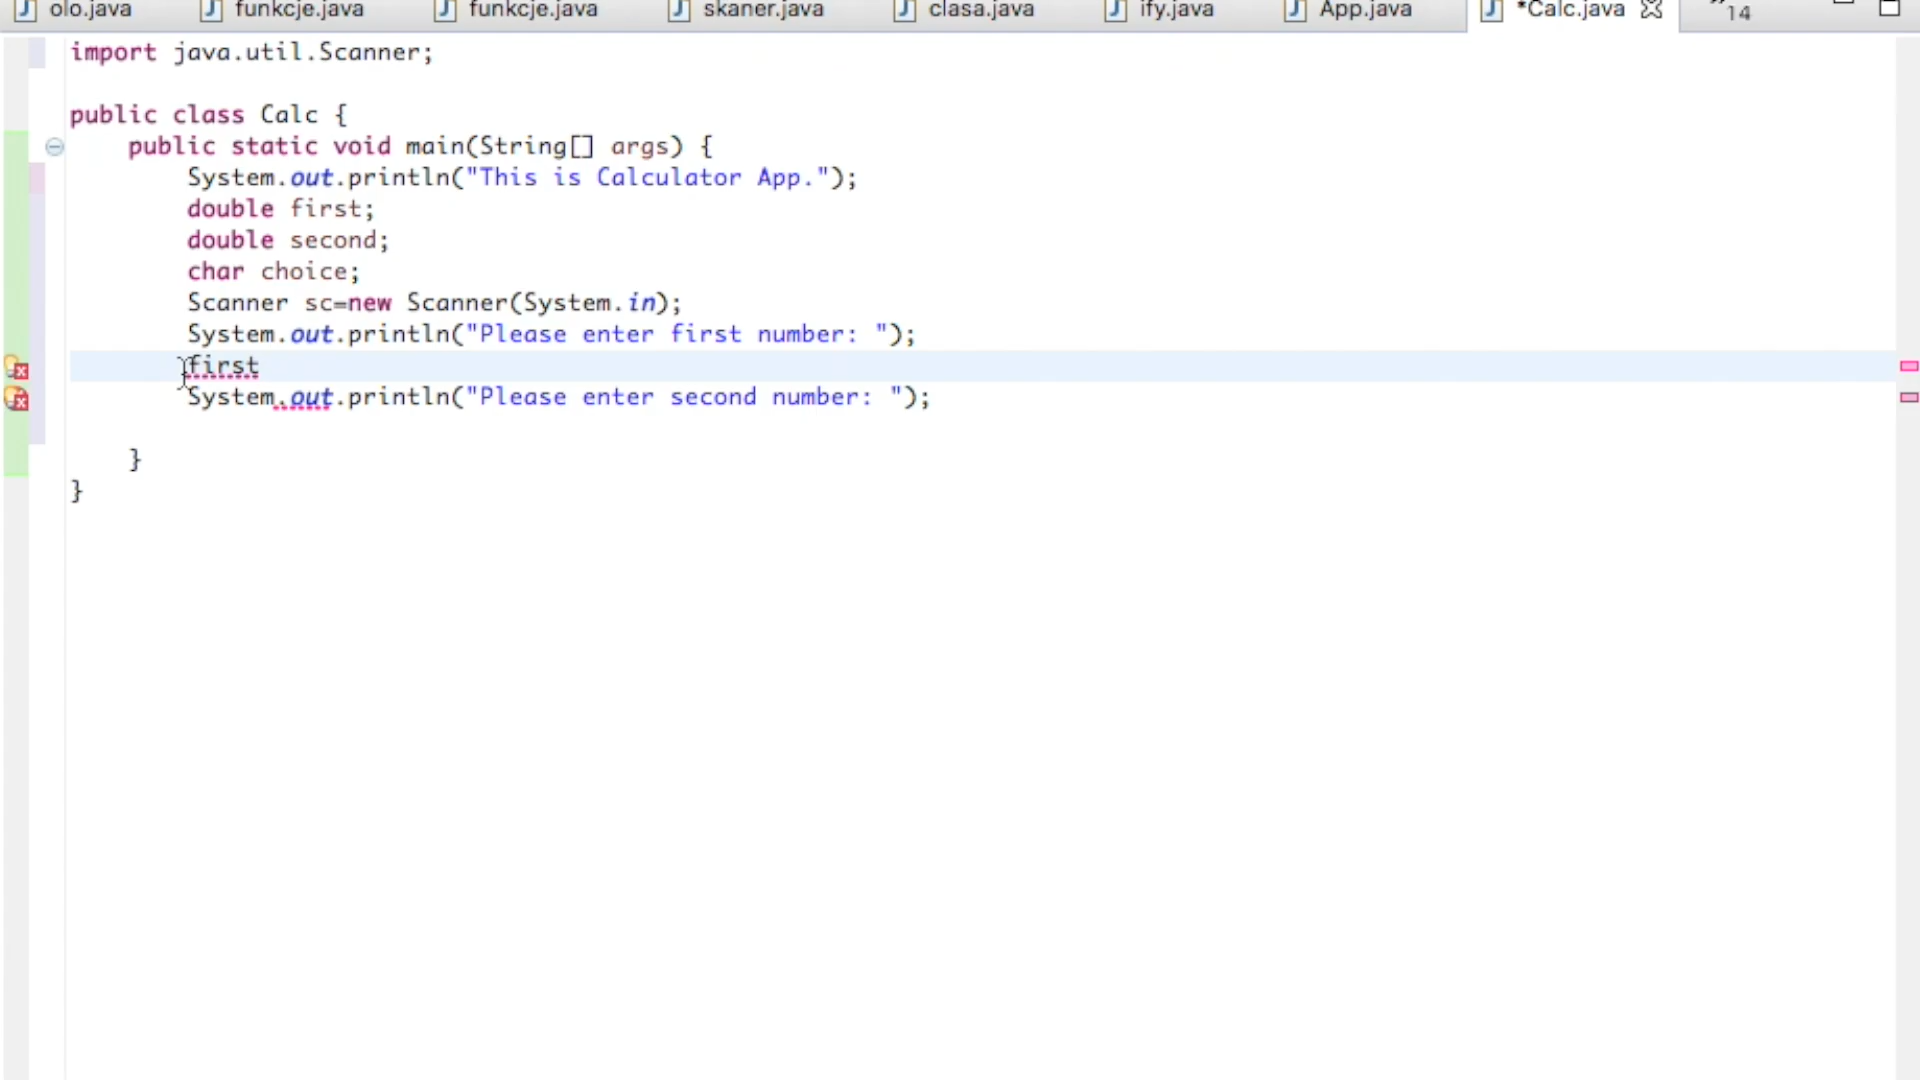 olo.java funkcje.java funkcje.java skaner.java clasa.java ify.java App.java *Calc.java »14
import java.util.Scanner;
public class Calc {
public static void main(String[] args) {
System.out.println("This is Calculator App.");
double first;
double second;
char choice;
Scanner sc=new Scanner(System.in);
System.out.println("Please enter first number: ");
first
System.out.println("Please enter second number: ");
}
}